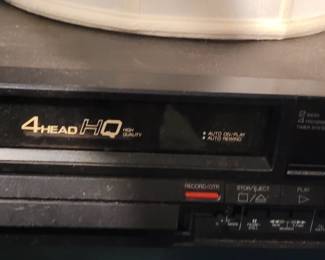 4HEAD HQ HIGH QUALITY
• AUTO ON/PLAY
• AUTO REWIND
RECORD/OTR
STOP/EJECT
PLAY